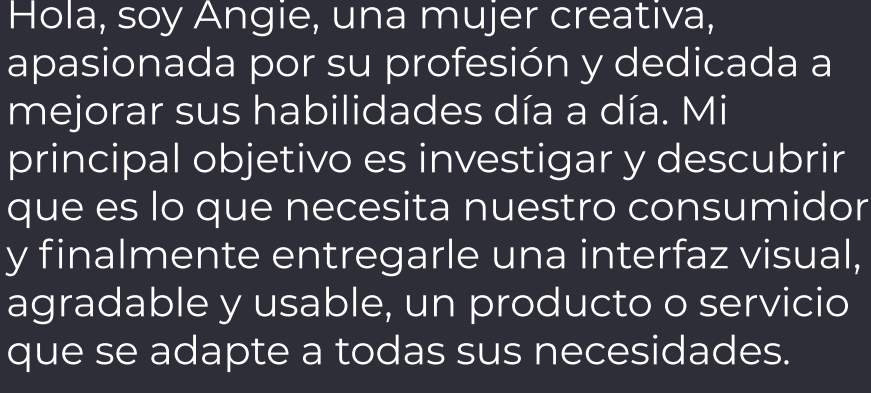 Hola, soy Angie, una mujer creativa,
apasionada por su profesión y dedicada a
mejorar sus habilidades día a día. Mi
principal objetivo es investigar y descubrir
que es lo que necesita nuestro consumidor
y finalmente entregarle una interfaz visual,
agradable y usable, un producto o servicio
que se adapte a todas sus necesidades.